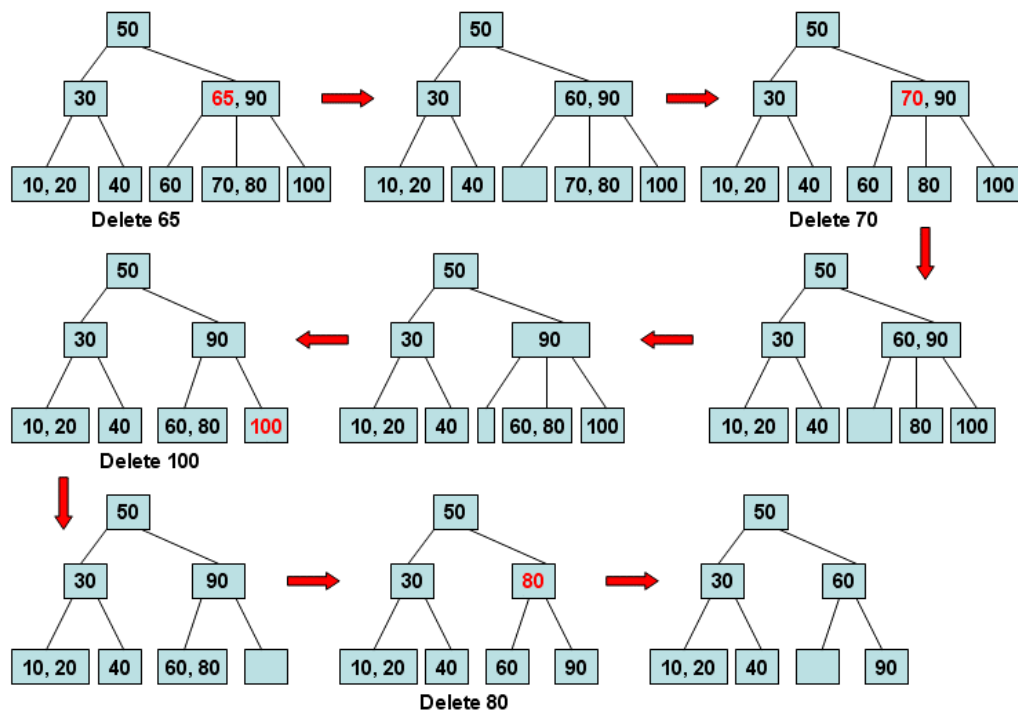 50 50 50
30 65, 90 30 60, 90 30 70, 90
10, 20 40 60 70, 80 100 10, 20 40 70, 80 100 10, 20 40 60 80 100
Delete 65 Delete 70
50 50 50
30 90 30 90 30 60, 90
10, 20 40 60, 80 100 10, 20 40 60, 80 100 10, 20 40 80 100
Delete 100
50 50 50
30 90 30 80 30 60
10, 20 40 60, 80 10, 20 40 60 90 10, 20 40 90
Delete 80